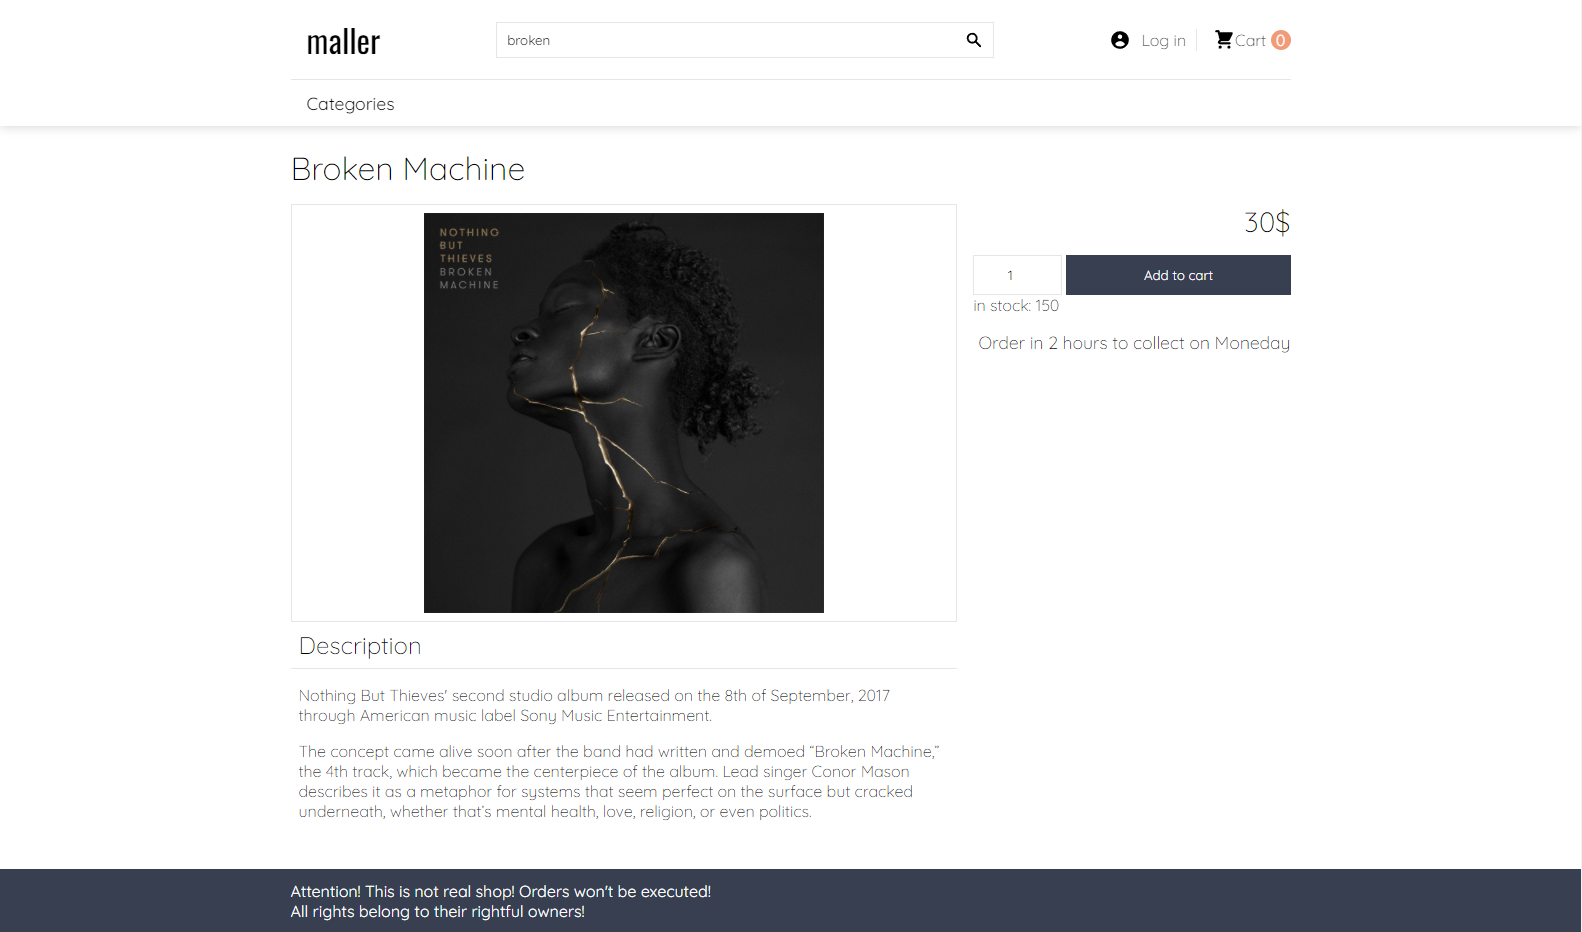 maller
broken
Log in
Cart 0
Categories
Broken Machine
NOTHING
BUT
THIEVES
BROKEN
MACHINE
30$
1
Add to cart
in stock: 150
Order in 2 hours to collect on Moneday
Description
Nothing But Thieves' second studio album released on the 8th of September, 2017
through American music label Sony Music Entertainment.
The concept came alive soon after the band had written and demoed “Broken Machine,”
the 4th track, which became the centerpiece of the album. Lead singer Conor Mason
describes it as a metaphor for systems that seem perfect on the surface but cracked
underneath, whether that’s mental health, love, religion, or even politics.
Attention! This is not real shop! Orders won't be executed!
All rights belong to their rightful owners!